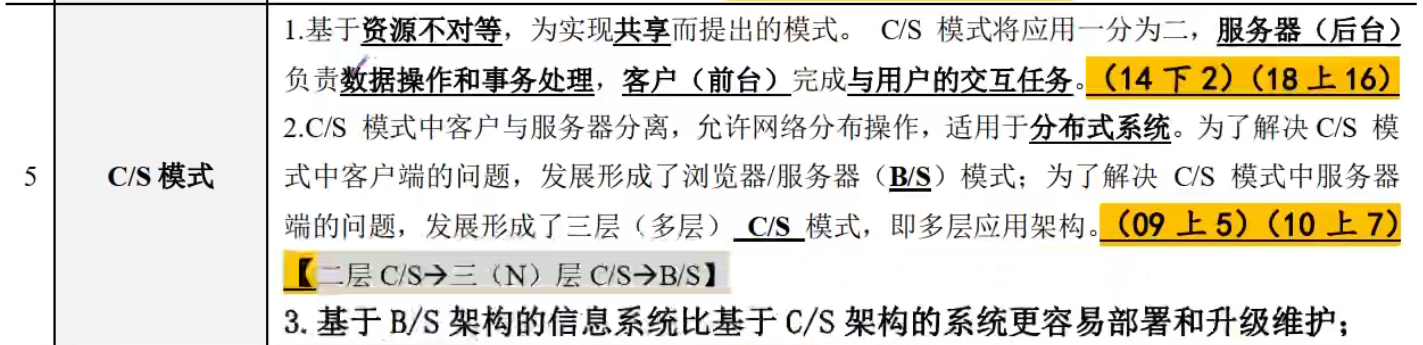 5
C/S 模式
1.基于资源不对等，为实现共享而提出的模式。 C/S 模式将应用一分为二，服务器（后台）
负责数据操作和事务处理，客户（前台）完成与用户的交互任务。（14 下 2）（18 上 16）
2.C/S 模式中客户与服务器分离，允许网络分布操作，适用于分布式系统。为了解决 C/S 模
式中客户端的问题，发展形成了浏览器/服务器（B/S）模式；为了解决 C/S 模式中服务器
端的问题，发展形成了三层（多层） C/S 模式，即多层应用架构。（09 上 5）（10 上 7）
【二层 C/S→三（N）层 C/S→B/S】
3. 基于 B/S 架构的信息系统比基于 C/S 架构的系统更容易部署和升级维护；